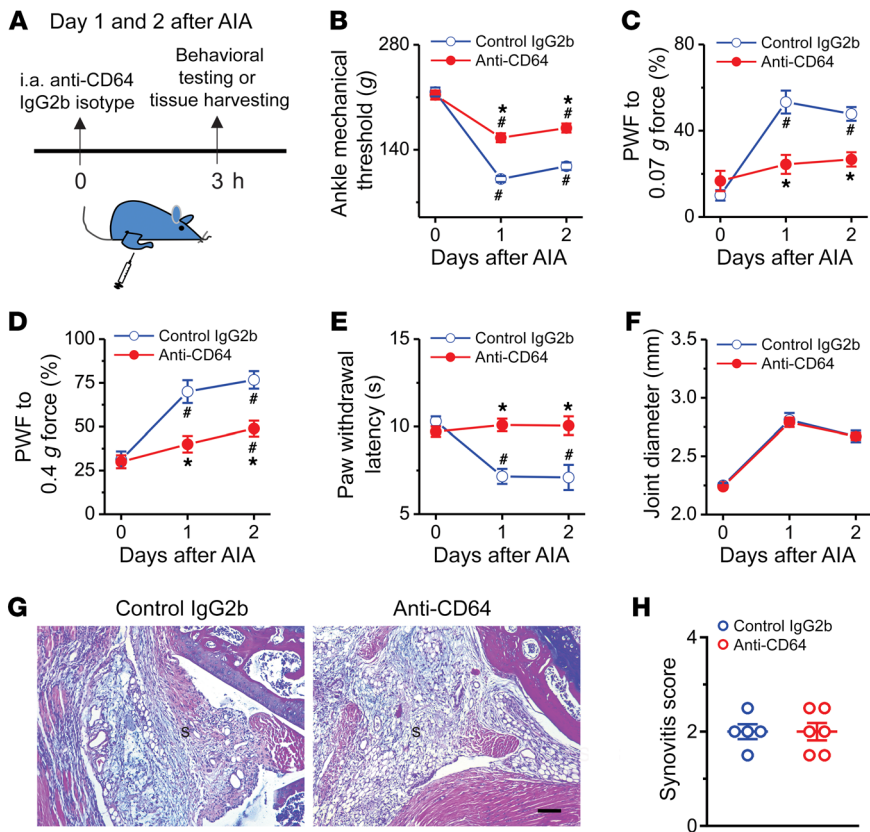 A Day 1 and 2 after AIA
i.a. anti-CD64
IgG2b isotype
Behavioral
testing or
tissue harvesting
0
3 h
B
Control IgG2b
Anti-CD64
Ankle mechanical
threshold (g)
280
140
*
#
*
#
#
#
0 1 2
Days after AIA
C
Control IgG2b
Anti-CD64
PWF to
0.07 g force (%)
80
40
0
#
#
*
*
0 1 2
Days after AIA
D
Control IgG2b
Anti-CD64
PWF to
0.4 g force (%)
100
75
50
25
0
#
#
*
#
*
0 1 2
Days after AIA
E
Control IgG2b
Anti-CD64
Paw withdrawal
latency (s)
15
10
5
*
*
#
#
0 1 2
Days after AIA
F
Control IgG2b
Anti-CD64
Joint diameter (mm)
3.5
3.0
2.5
2.0
0 1 2
Days after AIA
G
Control IgG2b
Anti-CD64
S
S
H
Control IgG2b
Anti-CD64
Synovitis score
4
2
0